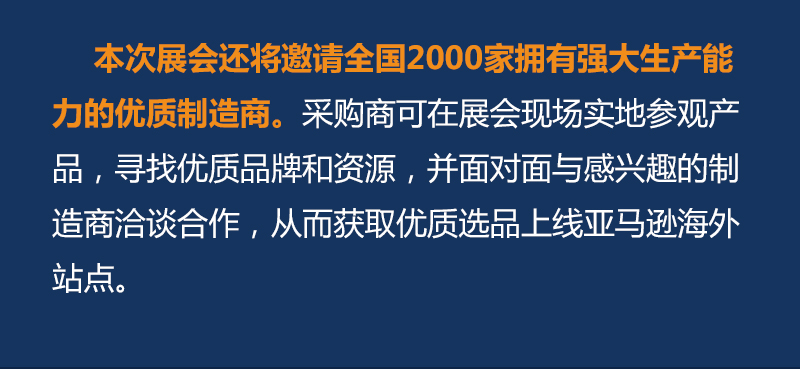 本次展会还将邀请全国2000家拥有强大生产能
力的优质制造商。采购商可在展会现场实地参观产
品，寻找优质品牌和资源，并面对面与感兴趣的制
造商洽谈合作，从而获取优质选品上线亚马逊海外
站点。